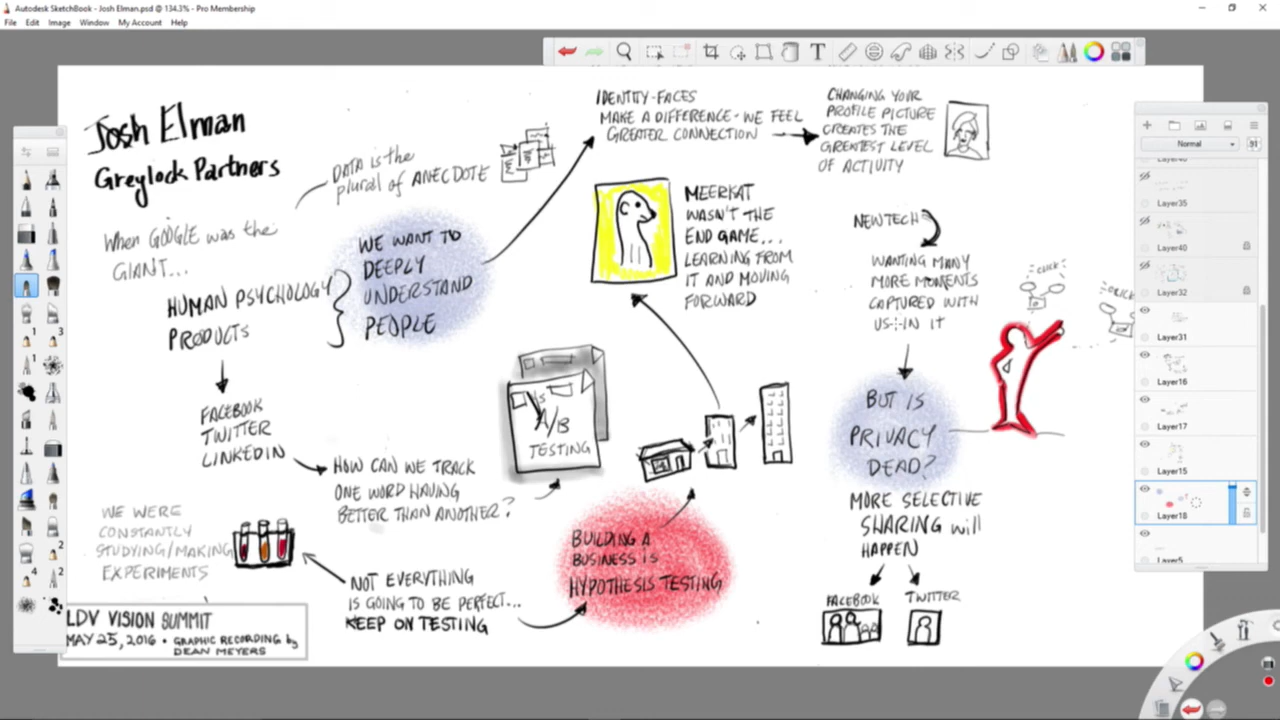 Autodesk SketchBook - Josh Elman.psd @ 134.3% - Pro Membership
File Edit Image Window My Account Help
Josh Elman
Greylock Partners
DATA is the
plural of ANECDOTE
When GOOGLE was the
GIANT...
HUMAN PSYCHOLOGY
PRODUCTS
WE WANT TO
DEEPLY
UNDERSTAND
PEOPLE
FACEBOOK
TWITTER
LINKEDIN
HOW CAN WE TRACK
ONE WORD HAVING
BETTER THAN ANOTHER?
WE WERE
CONSTANTLY
STUDYING/MAKING
EXPERIMENTS
NOT EVERYTHING
IS GOING TO BE PERFECT...
KEEP ON TESTING
LDV VISION SUMMIT
MAY 25, 2016 • GRAPHIC RECORDING by
DEAN MEYERS
A/B
TESTING
BUILDING A
BUSINESS IS
HYPOTHESIS TESTING
IDENTITY-FACES
MAKE A DIFFERENCE - WE FEEL
GREATER CONNECTION
CHANGING YOUR
PROFILE PICTURE
CREATES THE
GREATEST LEVEL
OF ACTIVITY
MEERKAT
WASN'T THE
END GAME...
LEARNING FROM
IT AND MOVING
FORWARD
NEW TECH
WANTING MANY
MORE MOMENTS
CAPTURED WITH
US IN IT
CLICK
CLICK
BUT IS
PRIVACY
DEAD?
MORE SELECTIVE
SHARING will
HAPPEN
FACEBOOK
TWITTER
Normal
91
Layer35
Layer40
Layer32
Layer31
Layer16
Layer17
Layer15
Layer18
Layer5
1
3
1
2
4
2